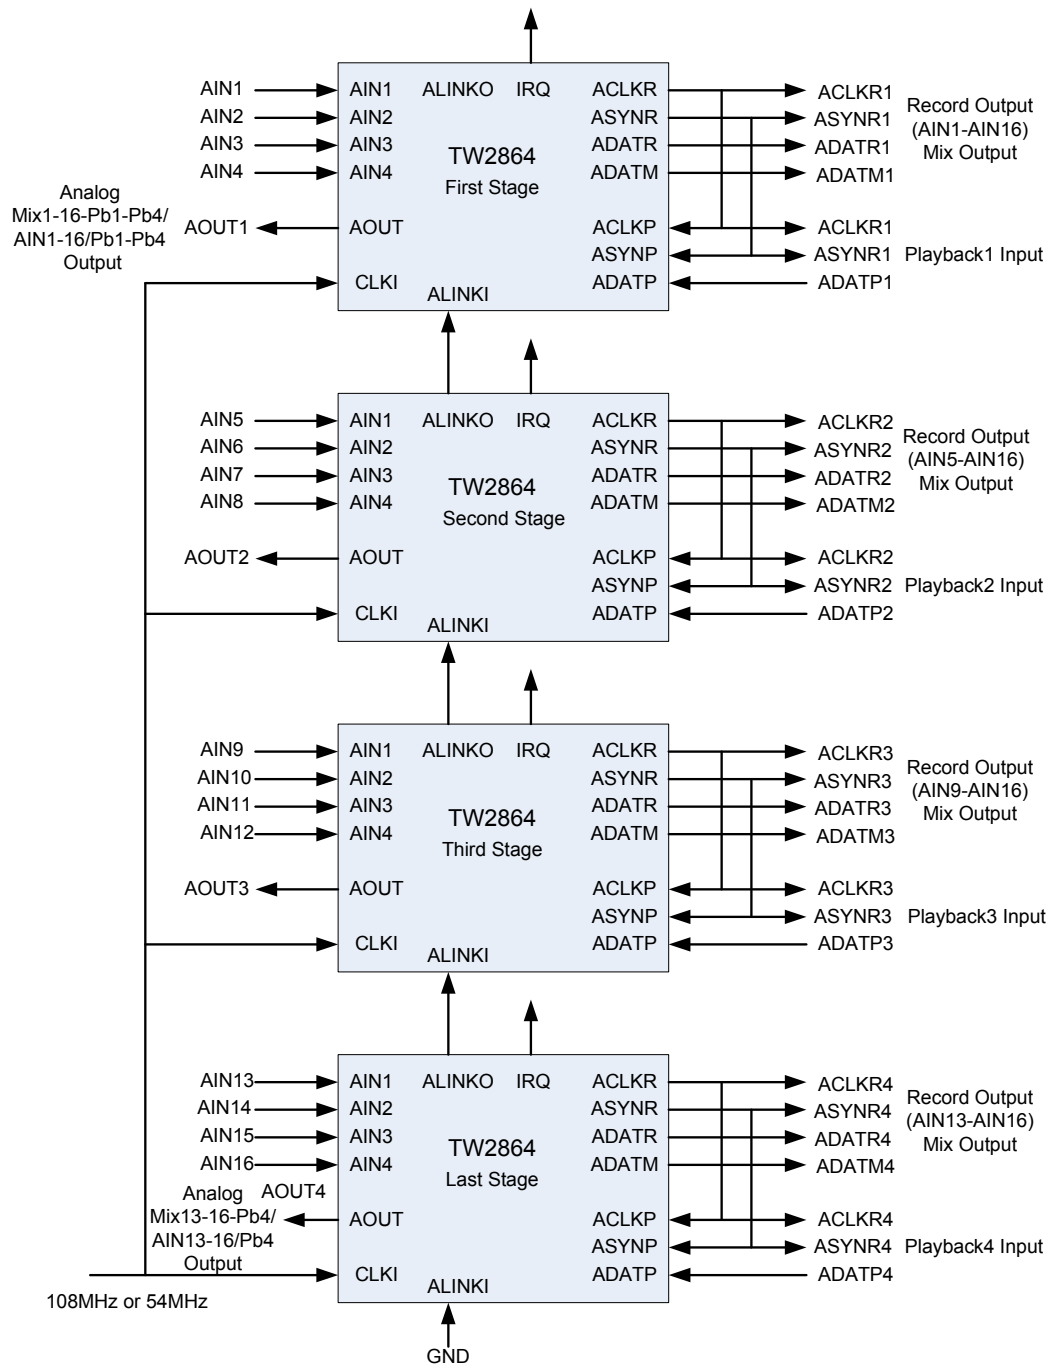 AIN1 AIN1 ALINKO IRQ ACLKR ACLKR1
AIN2 AIN2 ASYNR ASYNR1
AIN3 AIN3 ADATR ADATR1
AIN4 AIN4 ADATM ADATM1
Record Output
(AIN1-AIN16)
Mix Output
TW2864
First Stage
Analog
Mix1-16-Pb1-Pb4/
AIN1-16/Pb1-Pb4
Output
AOUT1 AOUT ACLKP ACLKR1
ASYNP ASYNR1 Playback1 Input
CLKI ALINKI ADATP ADATP1
AIN5 AIN1 ALINKO IRQ ACLKR ACLKR2
AIN6 AIN2 ASYNR ASYNR2
AIN7 AIN3 ADATR ADATR2
AIN8 AIN4 ADATM ADATM2
Record Output
(AIN5-AIN16)
Mix Output
TW2864
Second Stage
AOUT2 AOUT ACLKP ACLKR2
ASYNP ASYNR2 Playback2 Input
CLKI ALINKI ADATP ADATP2
AIN9 AIN1 ALINKO IRQ ACLKR ACLKR3
AIN10 AIN2 ASYNR ASYNR3
AIN11 AIN3 ADATR ADATR3
AIN12 AIN4 ADATM ADATM3
Record Output
(AIN9-AIN16)
Mix Output
TW2864
Third Stage
AOUT3 AOUT ACLKP ACLKR3
ASYNP ASYNR3 Playback3 Input
CLKI ALINKI ADATP ADATP3
AIN13 AIN1 ALINKO IRQ ACLKR ACLKR4
AIN14 AIN2 ASYNR ASYNR4
AIN15 AIN3 ADATR ADATR4
AIN16 AIN4 ADATM ADATM4
Record Output
(AIN13-AIN16)
Mix Output
TW2864
Last Stage
Analog
Mix13-16-Pb4/
AIN13-16/Pb4
Output
AOUT4 AOUT ACLKP ACLKR4
ASYNP ASYNR4 Playback4 Input
CLKI ALINKI ADATP ADATP4
108MHz or 54MHz
GND